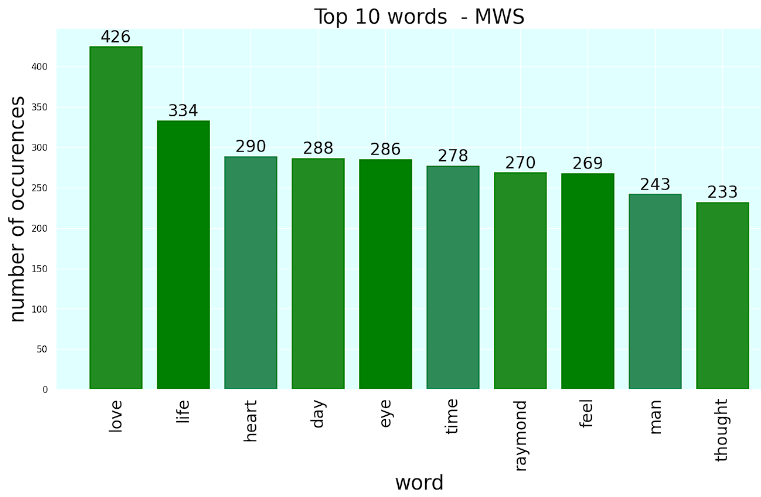 Top 10 words  - MWS
number of occurences
400
350
300
250
200
150
100
50
0
426
334
290
288
286
278
270
269
243
233
love
life
heart
day
eye
time
raymond
feel
man
thought
word